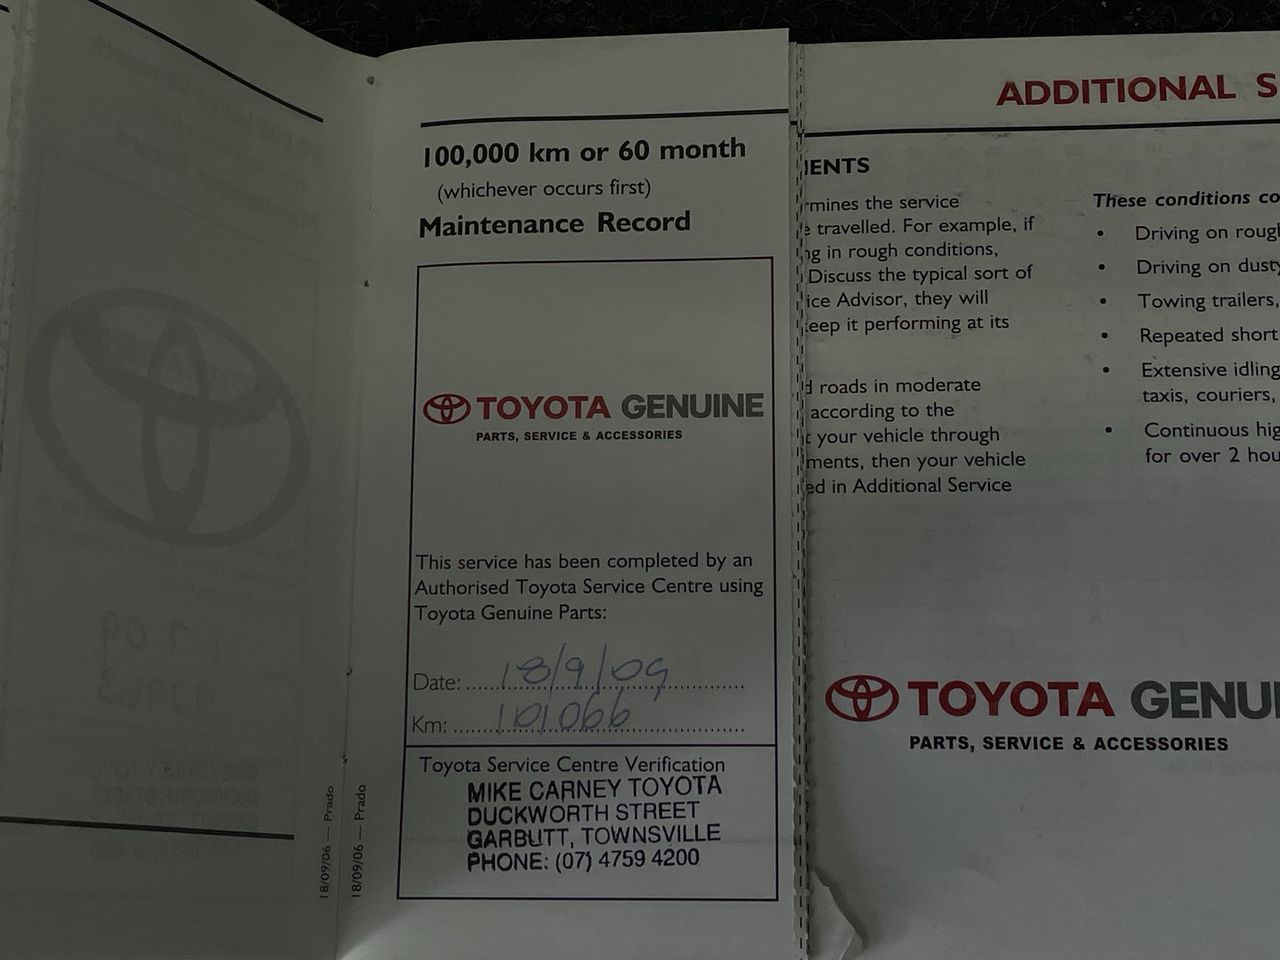 100,000 km or 60 month
(whichever occurs first)
Maintenance Record
TOYOTA GENUINE
PARTS, SERVICE & ACCESSORIES
This service has been completed by an
Authorised Toyota Service Centre using
Toyota Genuine Parts:
Date: 18/9/09
Km: 101066
Toyota Service Centre Verification
MIKE CARNEY TOYOTA
DUCKWORTH STREET
GARBUTT, TOWNSVILLE
PHONE: (07) 4759 4200
18/09/06 — Prado
18/09/06 — Prado
ADDITIONAL S
ENTS
rmines the service
travelled. For example, if
ng in rough conditions,
Discuss the typical sort of
ice Advisor, they will
keep it performing at its
roads in moderate
according to the
your vehicle through
ments, then your vehicle
ed in Additional Service
These conditions co
• Driving on roug
• Driving on dusty
• Towing trailers,
• Repeated short
• Extensive idling
taxis, couriers,
• Continuous hig
for over 2 hou
TOYOTA GENU
PARTS, SERVICE & ACCESSORIES